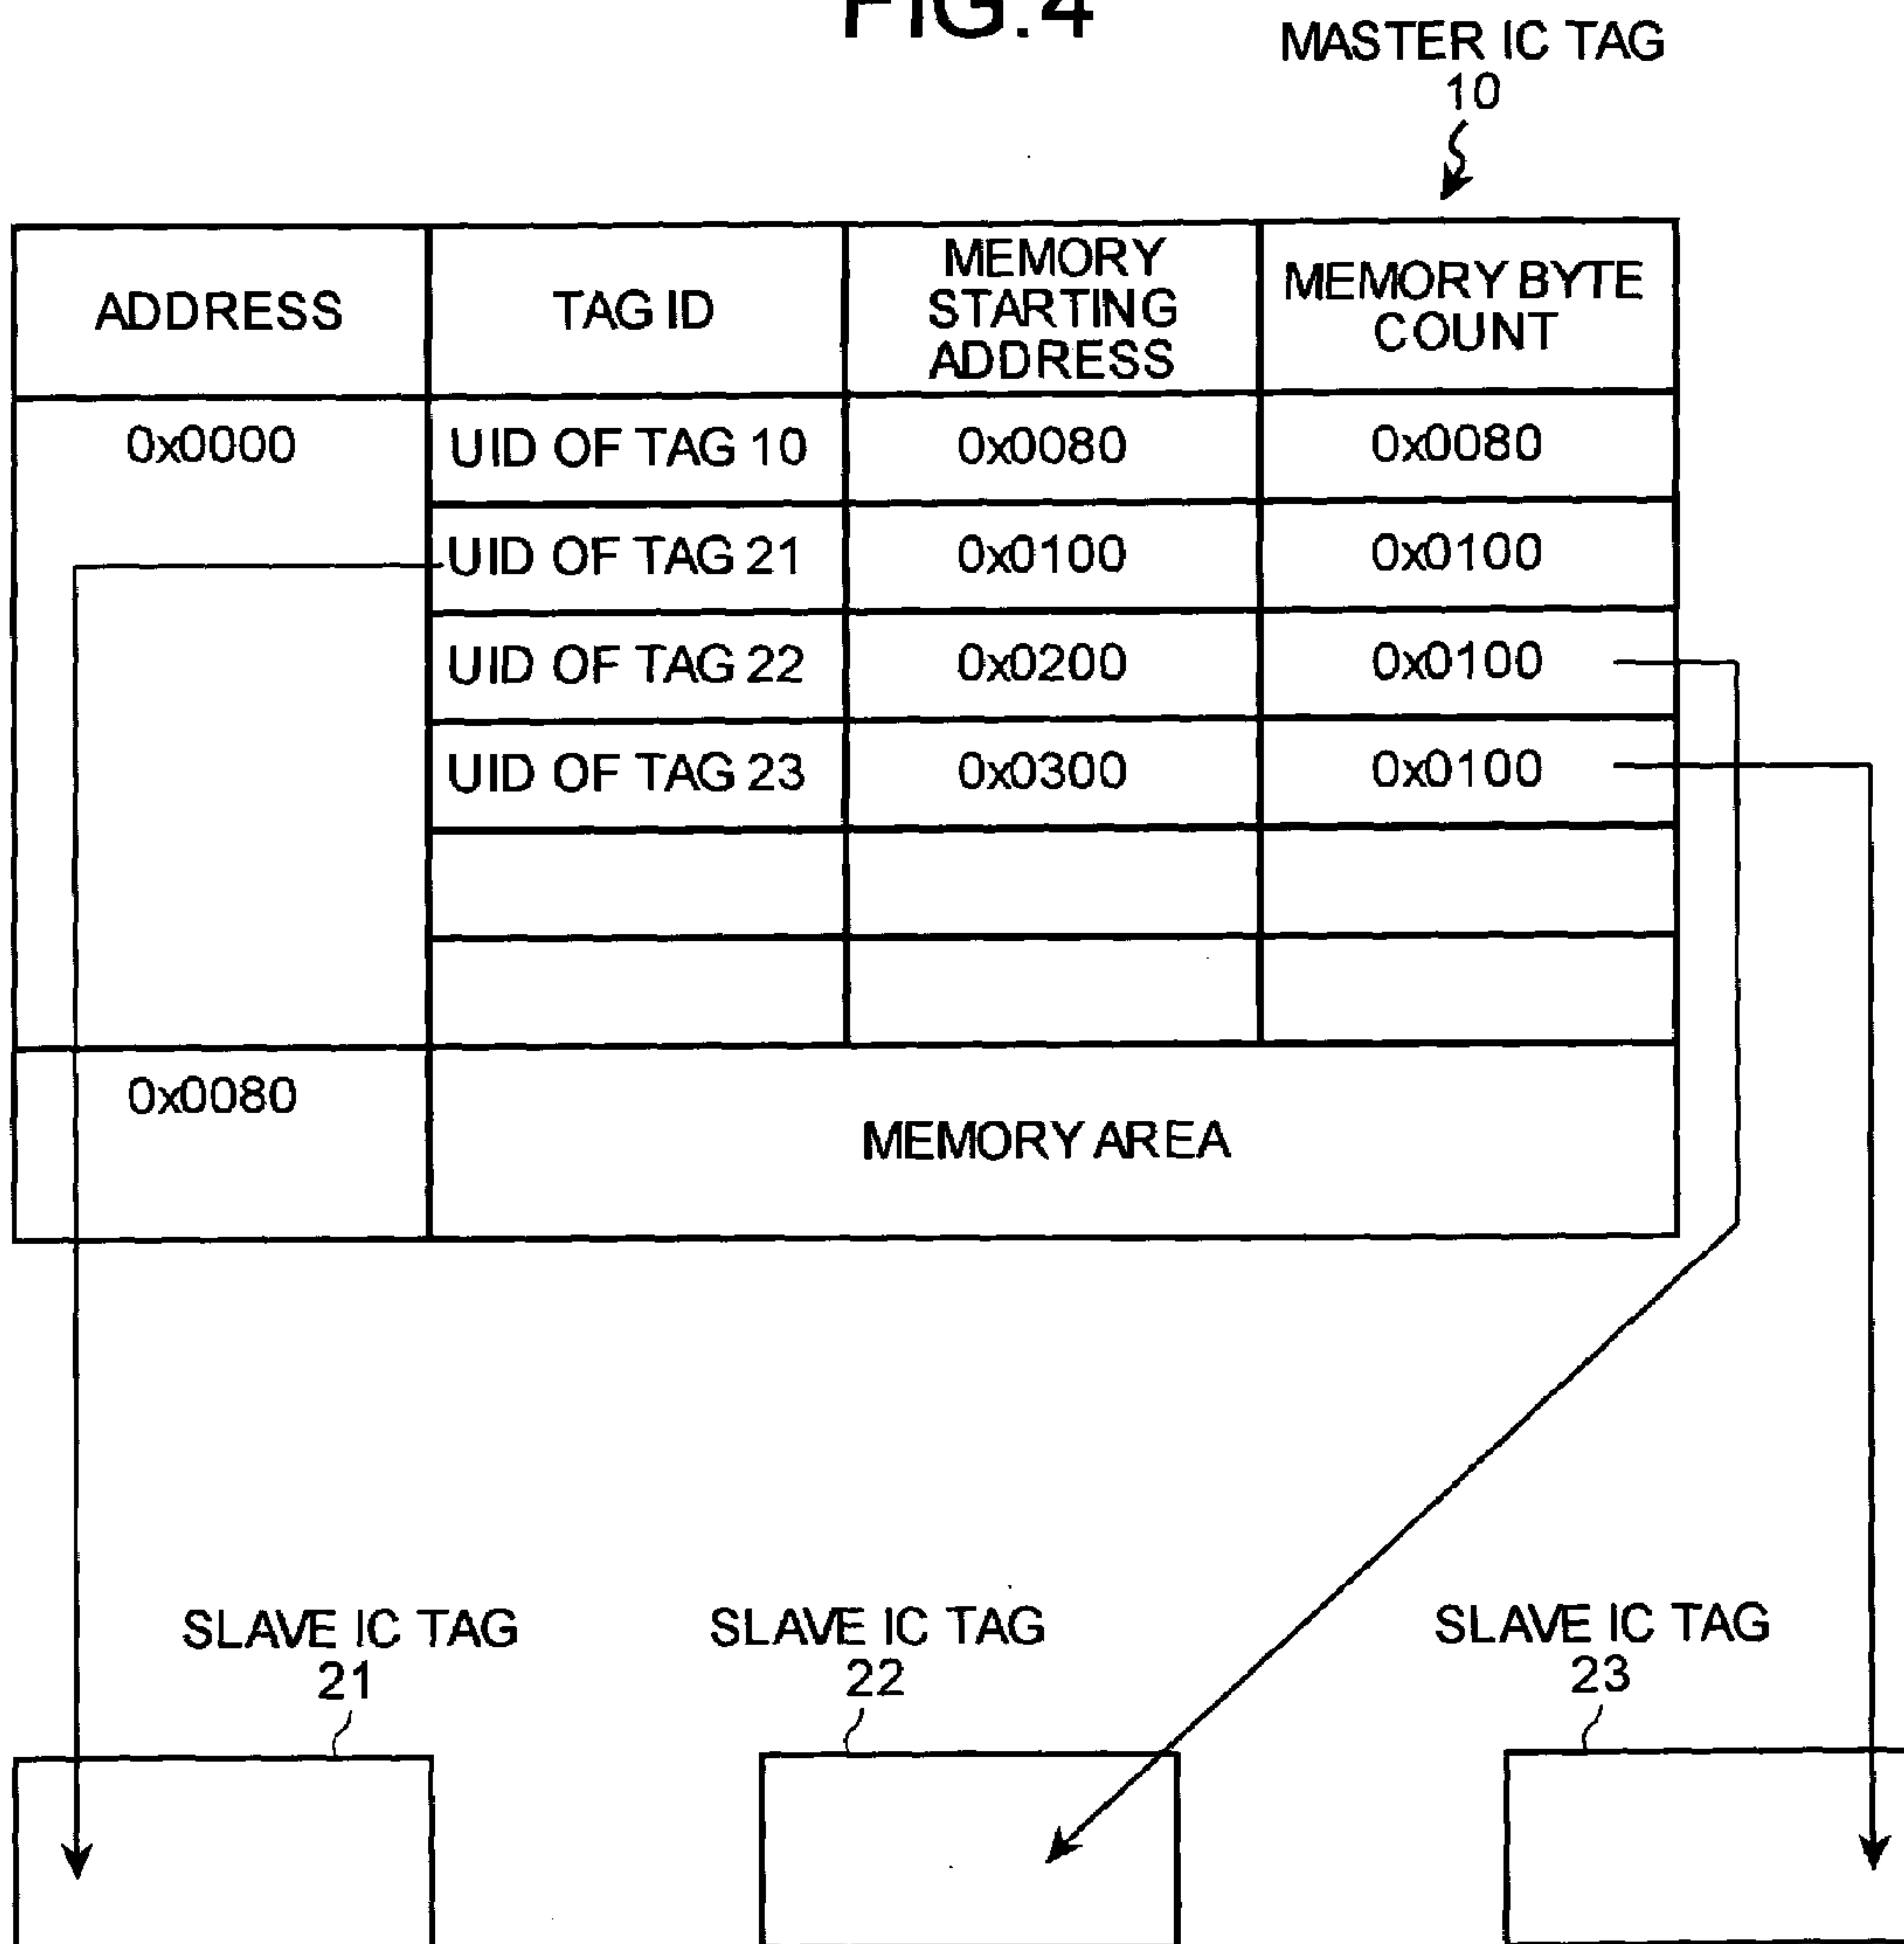 FIG.4
MASTER IC TAG
10
ADDRESS
TAG ID
MEMORY
STARTING
ADDRESS
MEMORY BYTE
COUNT
0x0000
UID OF TAG 10
0x0080
0x0080
UID OF TAG 21
0x0100
0x0100
UID OF TAG 22
0x0200
0x0100
UID OF TAG 23
0x0300
0x0100
0x0080
MEMORY AREA
SLAVE IC TAG
21
SLAVE IC TAG
22
SLAVE IC TAG
23